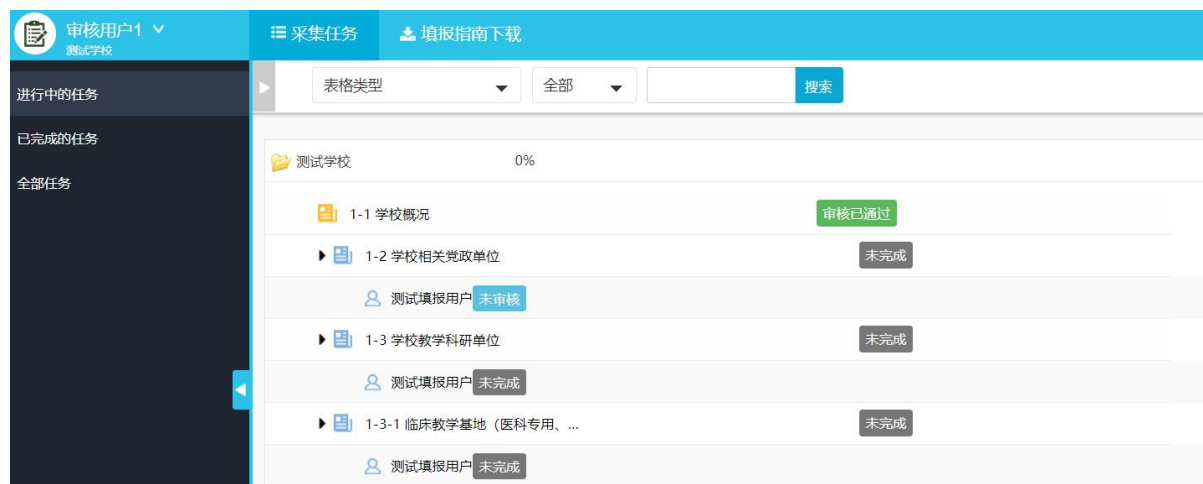 审核用户1
测试学校
采集任务 填报指南下载
进行中的任务
已完成的任务
全部任务
表格类型 全部 搜索
测试学校 0%
1-1 学校概况 审核已通过
1-2 学校相关党政单位 未完成
测试填报用户 未审核
1-3 学校教学科研单位 未完成
测试填报用户 未完成
1-3-1 临床教学基地（医科专用、... 未完成
测试填报用户 未完成